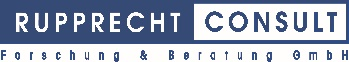 RUPPRECHT CONSULT
Forschung & Beratung GmbH